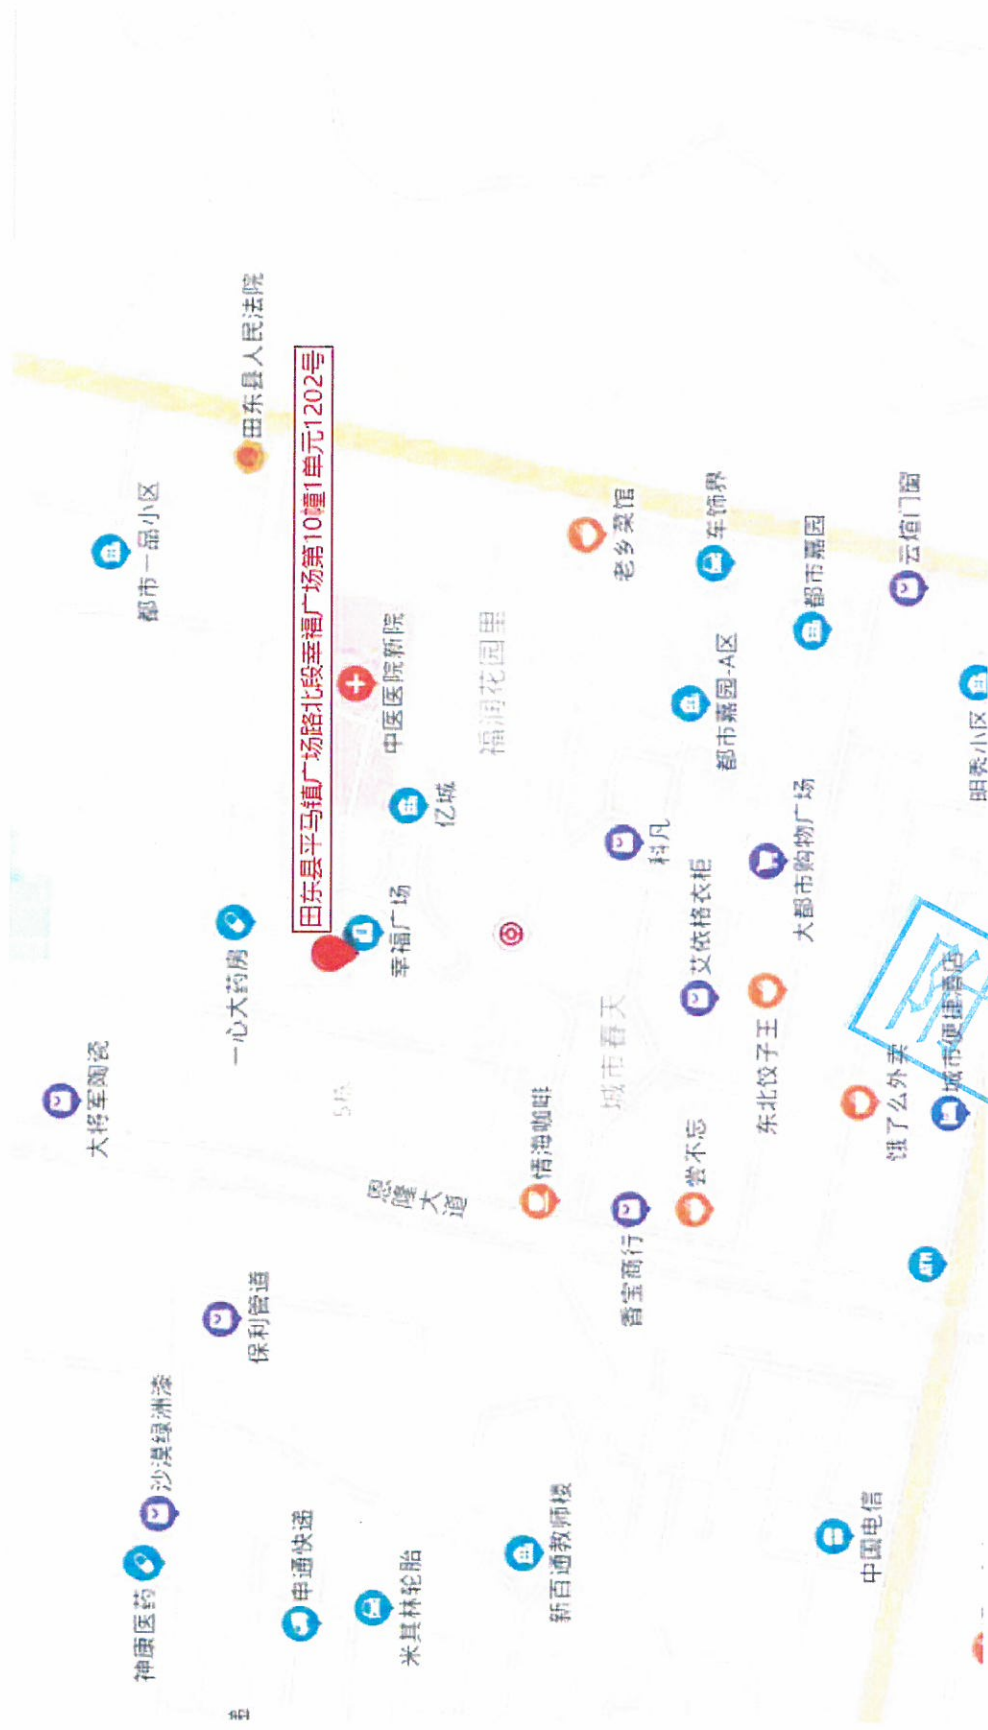 田东县人民法院
都市一品小区
田东县平马镇广场路北段幸福广场第10幢1单元1202号
老乡菜馆
车饰界
都市嘉园
云煊门窗
中医医院新院
福润花园里
都市嘉园-A区
明秀小区
亿城
科凡
大都市购物广场
幸福广场
艾依格衣柜
一心大药房
城市便捷酒店
城市春天
东北饺子王
大将军陶瓷
5栋
饿了么外卖
情海咖啡
尝不忘
恩隆大道
香宝商行
ATM
保利管道
沙漠绿洲漆
申通快递
新百通教师楼
中国电信
神康医药
米其林轮胎